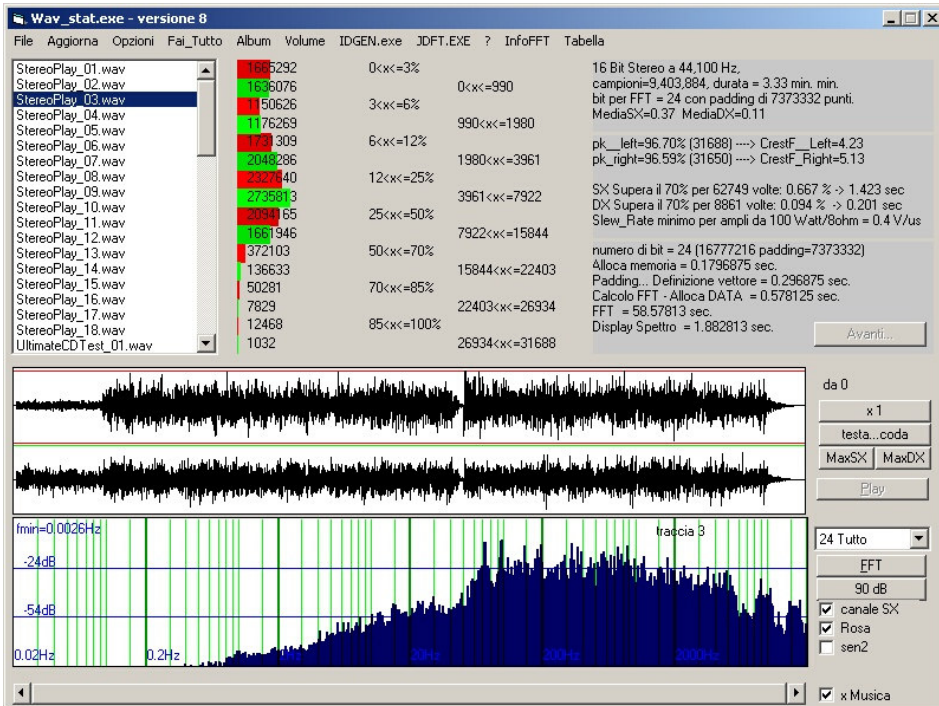 Wav_stat.exe - versione 8
File Aggiorna Opzioni Fai_Tutto Album Volume IDGEN.exe JDFT.EXE ? InfoFFT Tabella
StereoPlay_01.wav
StereoPlay_02.wav
StereoPlay_03.wav
StereoPlay_04.wav
StereoPlay_05.wav
StereoPlay_06.wav
StereoPlay_07.wav
StereoPlay_08.wav
StereoPlay_09.wav
StereoPlay_10.wav
StereoPlay_11.wav
StereoPlay_12.wav
StereoPlay_13.wav
StereoPlay_14.wav
StereoPlay_15.wav
StereoPlay_16.wav
StereoPlay_17.wav
StereoPlay_18.wav
UltimateCDTest_01.wav
1665292 0<x<=3%
1636076 0<x<=990
1150626 3<x<=6%
1176269 990<x<=1980
1731309 6<x<=12%
2048286 1980<x<=3961
2327640 12<x<=25%
2735813 3961<x<=7922
2094165 25<x<=50%
1661946 7922<x<=15844
372103 50<x<=70%
136633 15844<x<=22403
50281 70<x<=85%
7829 22403<x<=26934
12468 85<x<=100%
1032 26934<x<=31688
16 Bit Stereo a 44,100 Hz,
campioni=9,403,884, durata = 3.33 min. min.
bit per FFT = 24 con padding di 7373332 punti.
MediaSX=0.37 MediaDX=0.11
pk__left=96.70% (31688) ----> CrestF__Left=4.23
pk_right=96.59% (31650) ----> CrestF_Right=5.13
SX Supera il 70% per 62749 volte: 0.667 % -> 1.423 sec
DX Supera il 70% per 8861 volte: 0.094 % -> 0.201 sec
Slew_Rate minimo per ampli da 100 Watt/8ohm = 0.4 V/us
numero di bit = 24 (16777216 padding=7373332)
Alloca memoria = 0.1796875 sec.
Padding... Definizione vettore = 0.296875 sec.
Calcolo FFT - Alloca DATA = 0.578125 sec.
FFT = 58.57813 sec.
Display Spettro = 1.882813 sec.
Avanti...
da 0
x 1
testa...coda
MaxSX MaxDX
Play
fmin=0.0026Hz
traccia 3
-24dB
-54dB
0.02Hz 0.2Hz 2Hz 20Hz 200Hz 2000Hz
24 Tutto
FFT
90 dB
canale SX
Rosa
sen2
x Musica